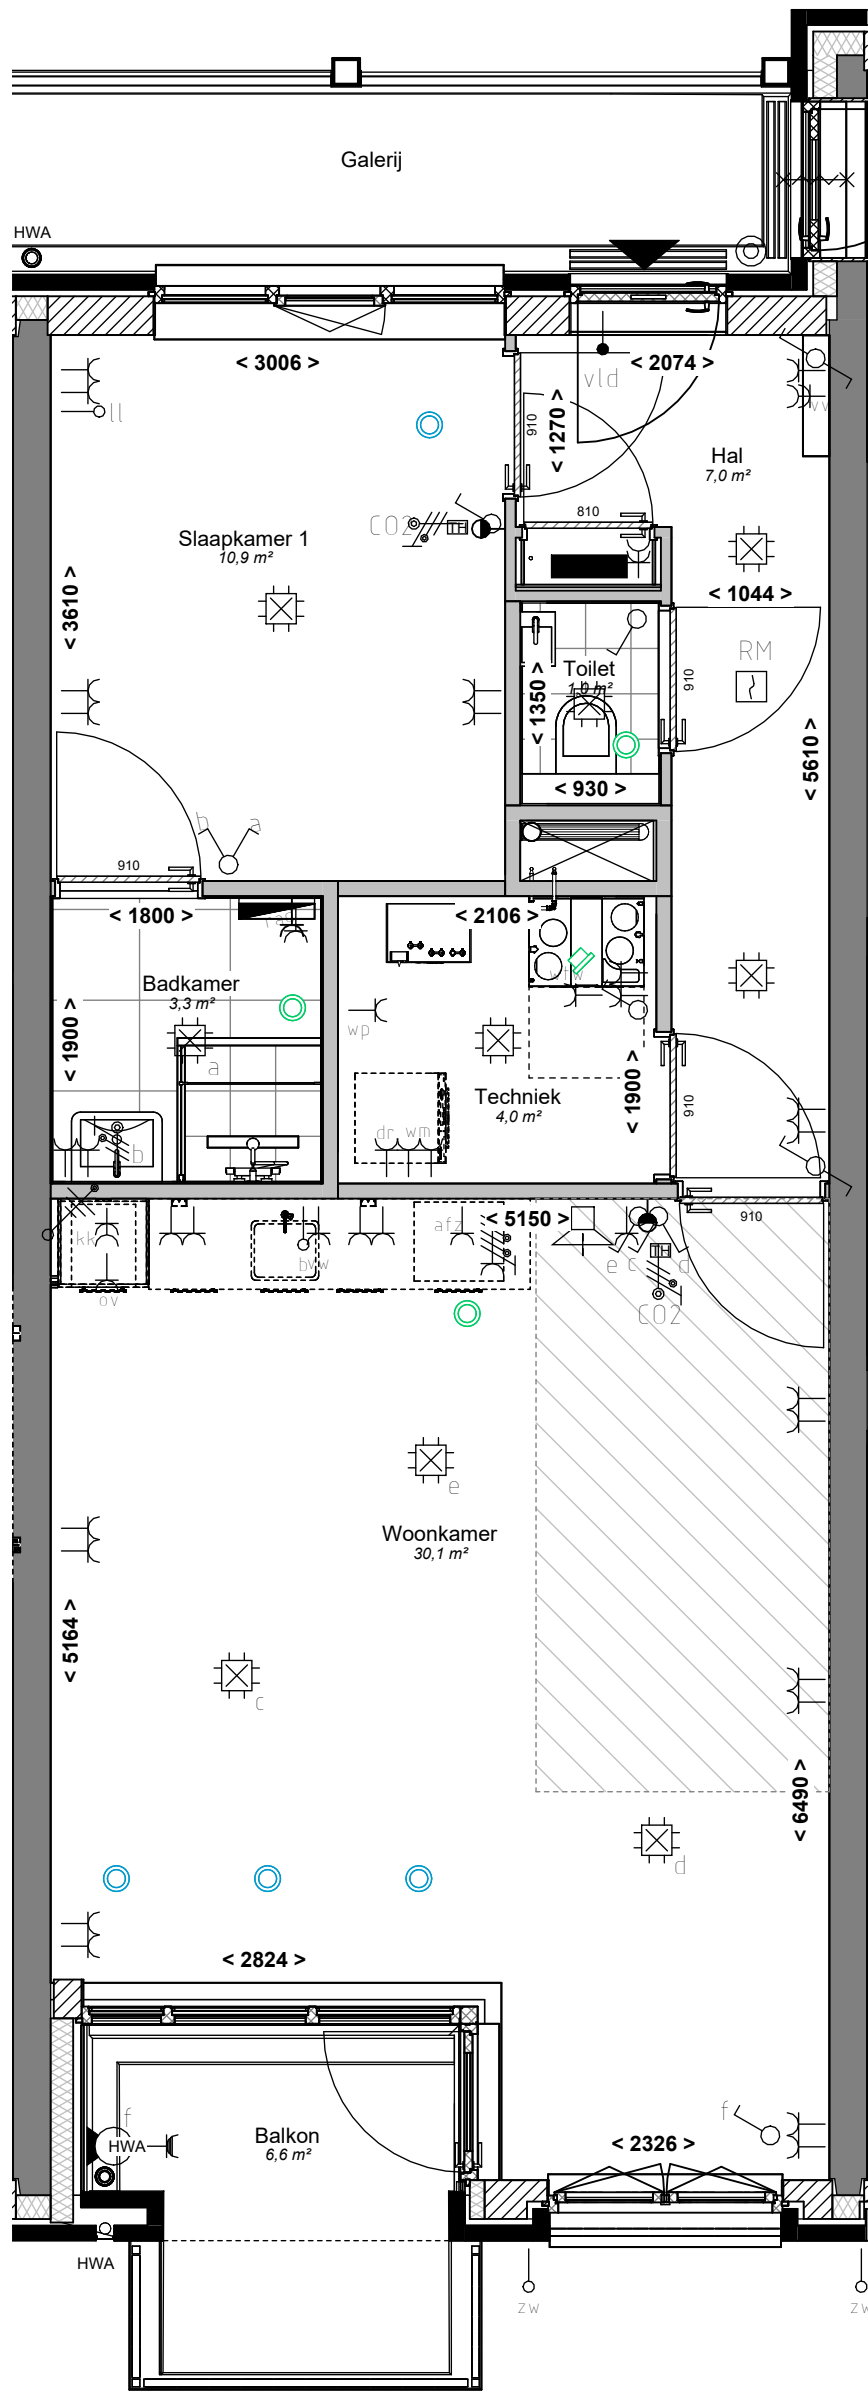 Galerij
HWA
< 3006 >
< 2074 >
vld
ll
vv
910
< 1270 >
Hal
7,0 m²
810
CO2
Slaapkamer 1
10,9 m²
< 3610 >
< 1044 >
RM
Toilet
1,0 m²
< 1350 >
910
< 5610 >
< 930 >
b
a
910
< 1800 >
< 2106 >
Badkamer
3,3 m²
wtw
wp
< 1900 >
a
Techniek
4,0 m²
< 1900 >
910
dr
wm
b
< 5150 >
910
kk
afz
bvw
e
c
d
ov
CO2
e
Woonkamer
30,1 m²
< 5164 >
c
< 6490 >
d
< 2824 >
f
HWA
Balkon
6,6 m²
f
< 2326 >
HWA
zw
zw